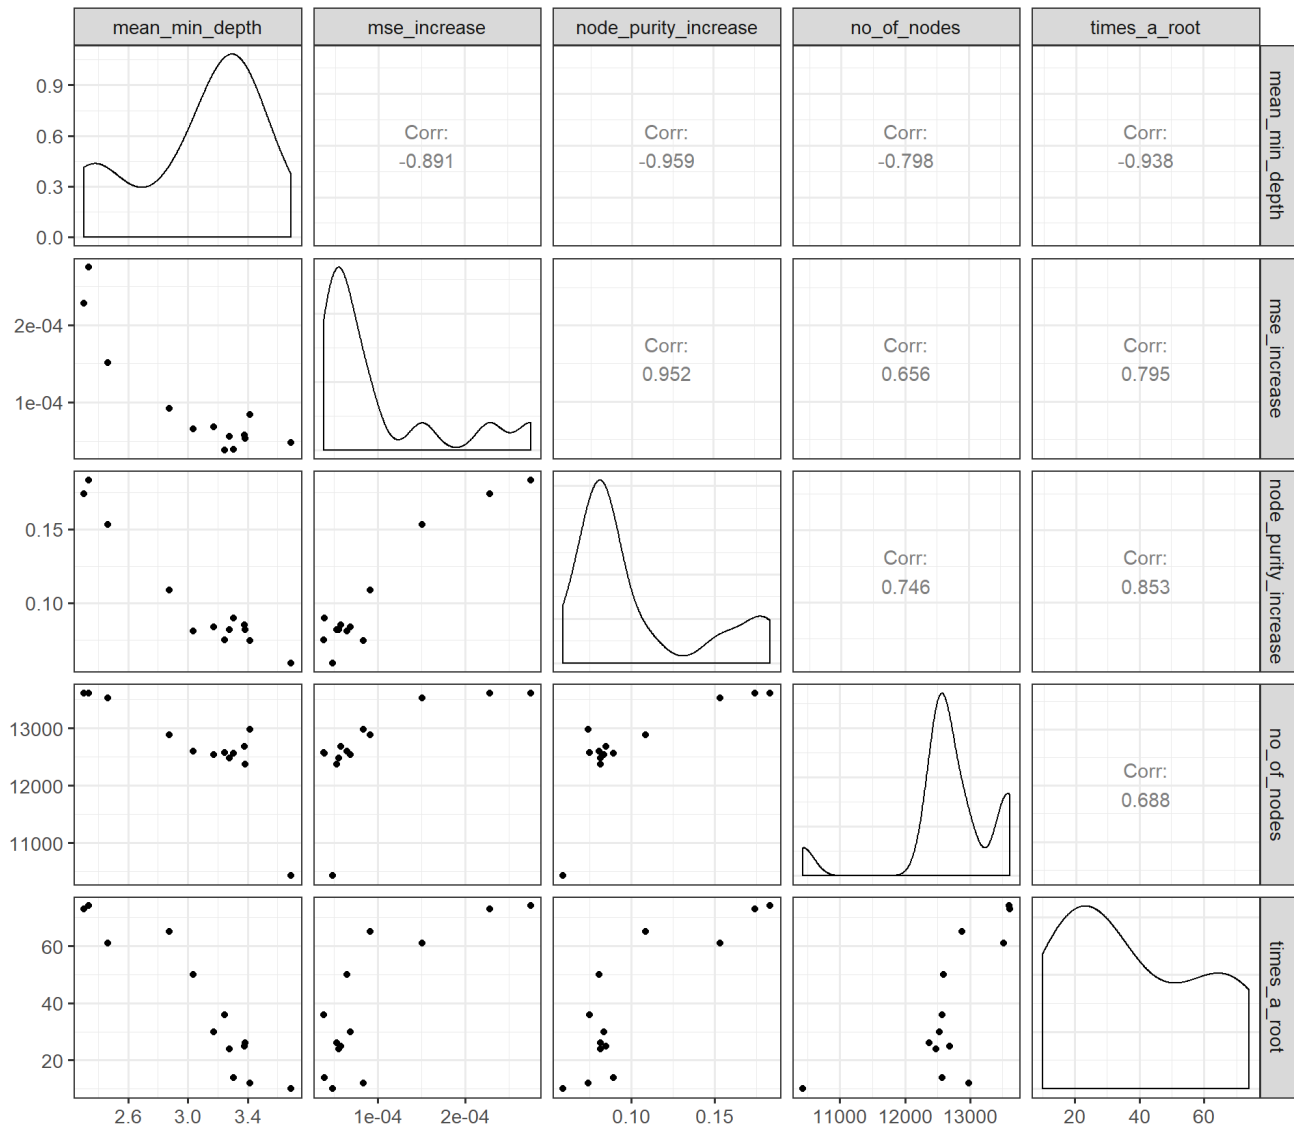 mean_min_depth mse_increase node_purity_increase no_of_nodes times_a_root
0.9
0.6
0.3
0.0
Corr:
-0.891
Corr:
-0.959
Corr:
-0.798
Corr:
-0.938
mean_min_depth
2e-04
1e-04
Corr:
0.952
Corr:
0.656
Corr:
0.795
mse_increase
0.15
0.10
Corr:
0.746
Corr:
0.853
node_purity_increase
13000
12000
11000
Corr:
0.688
no_of_nodes
60
40
20
times_a_root
2.6 3.0 3.4 1e-04 2e-04 0.10 0.15 11000 12000 13000 20 40 60